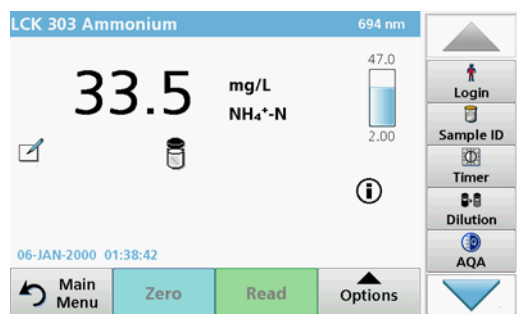 LCK 303 Ammonium 694 nm
47.0
33.5 mg/L
NH₄⁺-N
2.00
i
06-JAN-2000 01:38:42
Main Menu
Zero
Read
Options
Login
Sample ID
Timer
Dilution
AQA